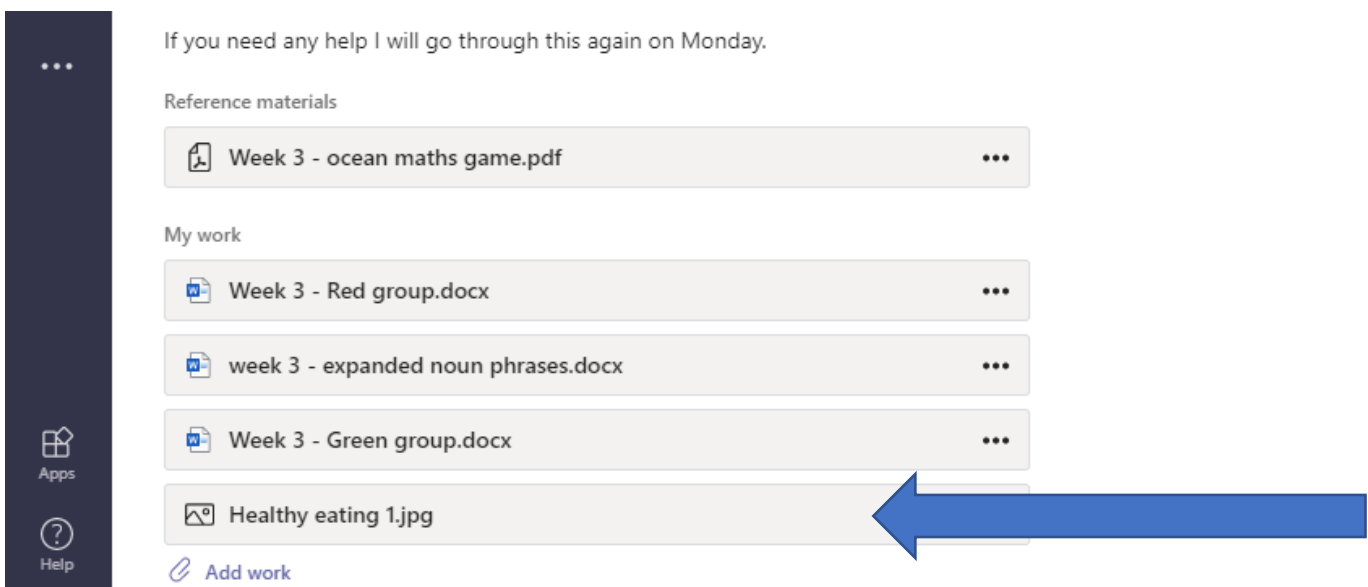 If you need any help I will go through this again on Monday.
Reference materials
Week 3 - ocean maths game.pdf
My work
Week 3 - Red group.docx
week 3 - expanded noun phrases.docx
Week 3 - Green group.docx
Healthy eating 1.jpg
Add work
Apps
Help